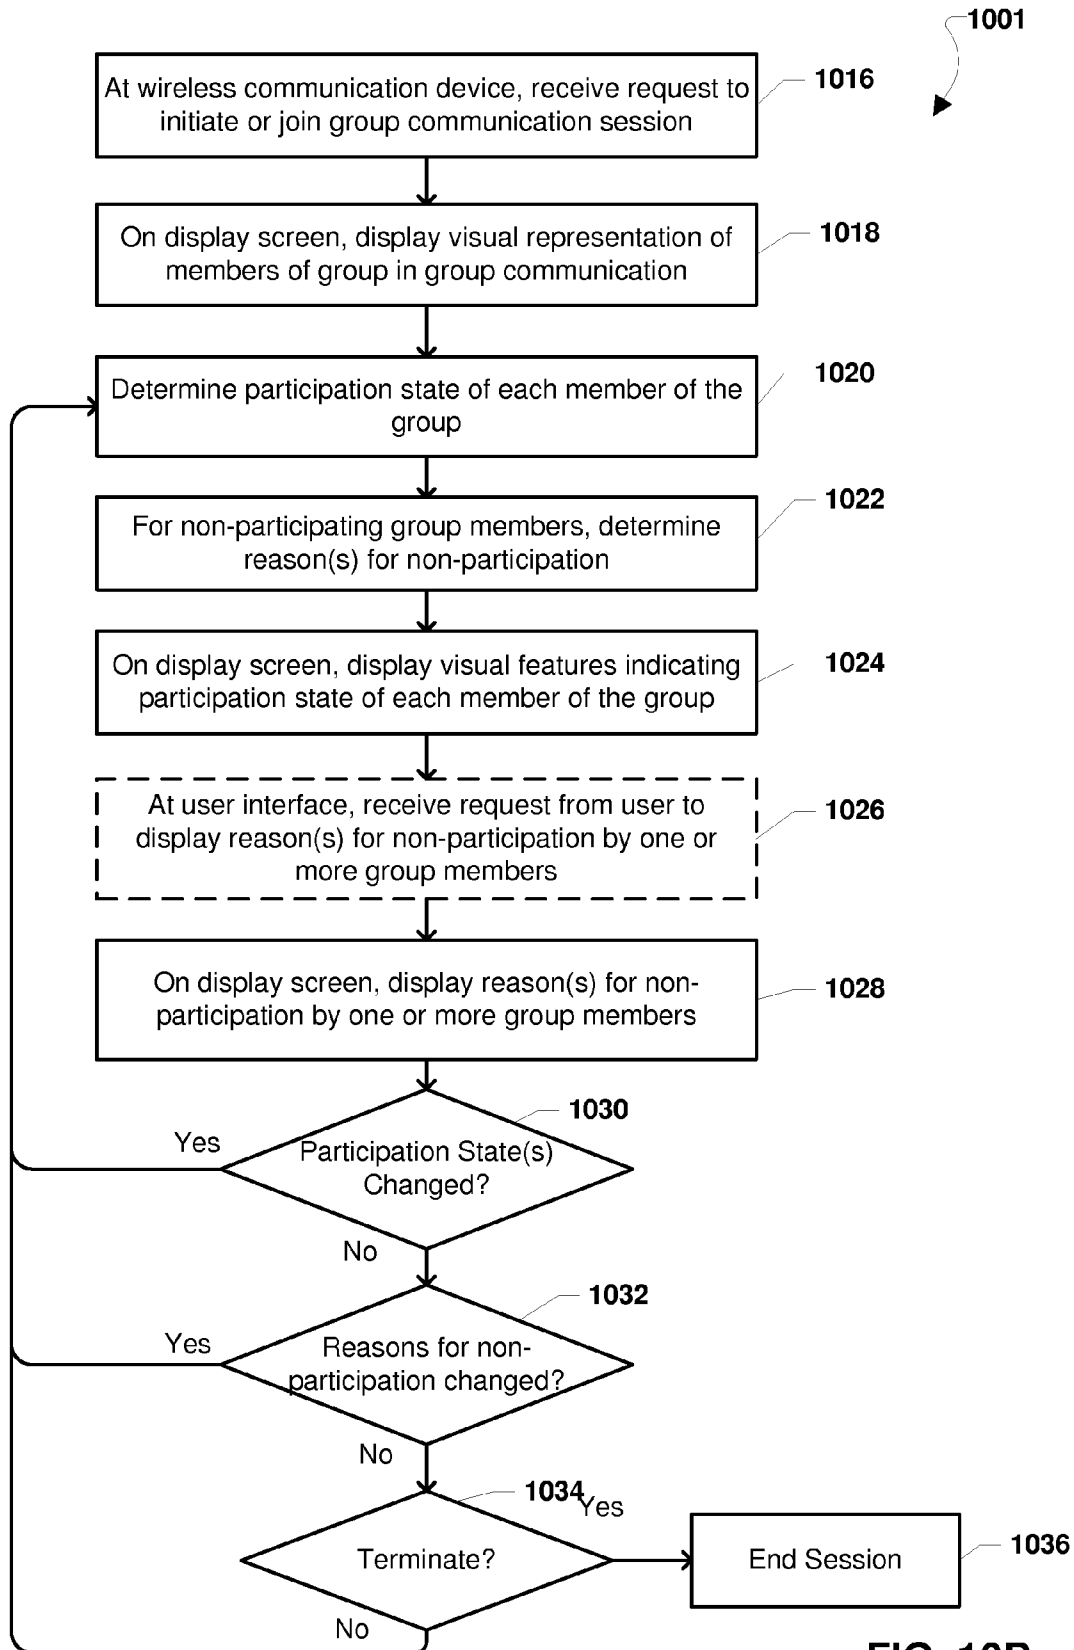 1001
At wireless communication device, receive request to
initiate or join group communication session
1016
On display screen, display visual representation of
members of group in group communication
1018
Determine participation state of each member of the
group
1020
For non-participating group members, determine
reason(s) for non-participation
1022
On display screen, display visual features indicating
participation state of each member of the group
1024
At user interface, receive request from user to
display reason(s) for non-participation by one or
more group members
1026
On display screen, display reason(s) for non-
participation by one or more group members
1028
1030
Yes
Participation State(s)
Changed?
No
1032
Yes
Reasons for non-
participation changed?
No
1034
Yes
Terminate?
End Session
1036
No
FIG. 10B